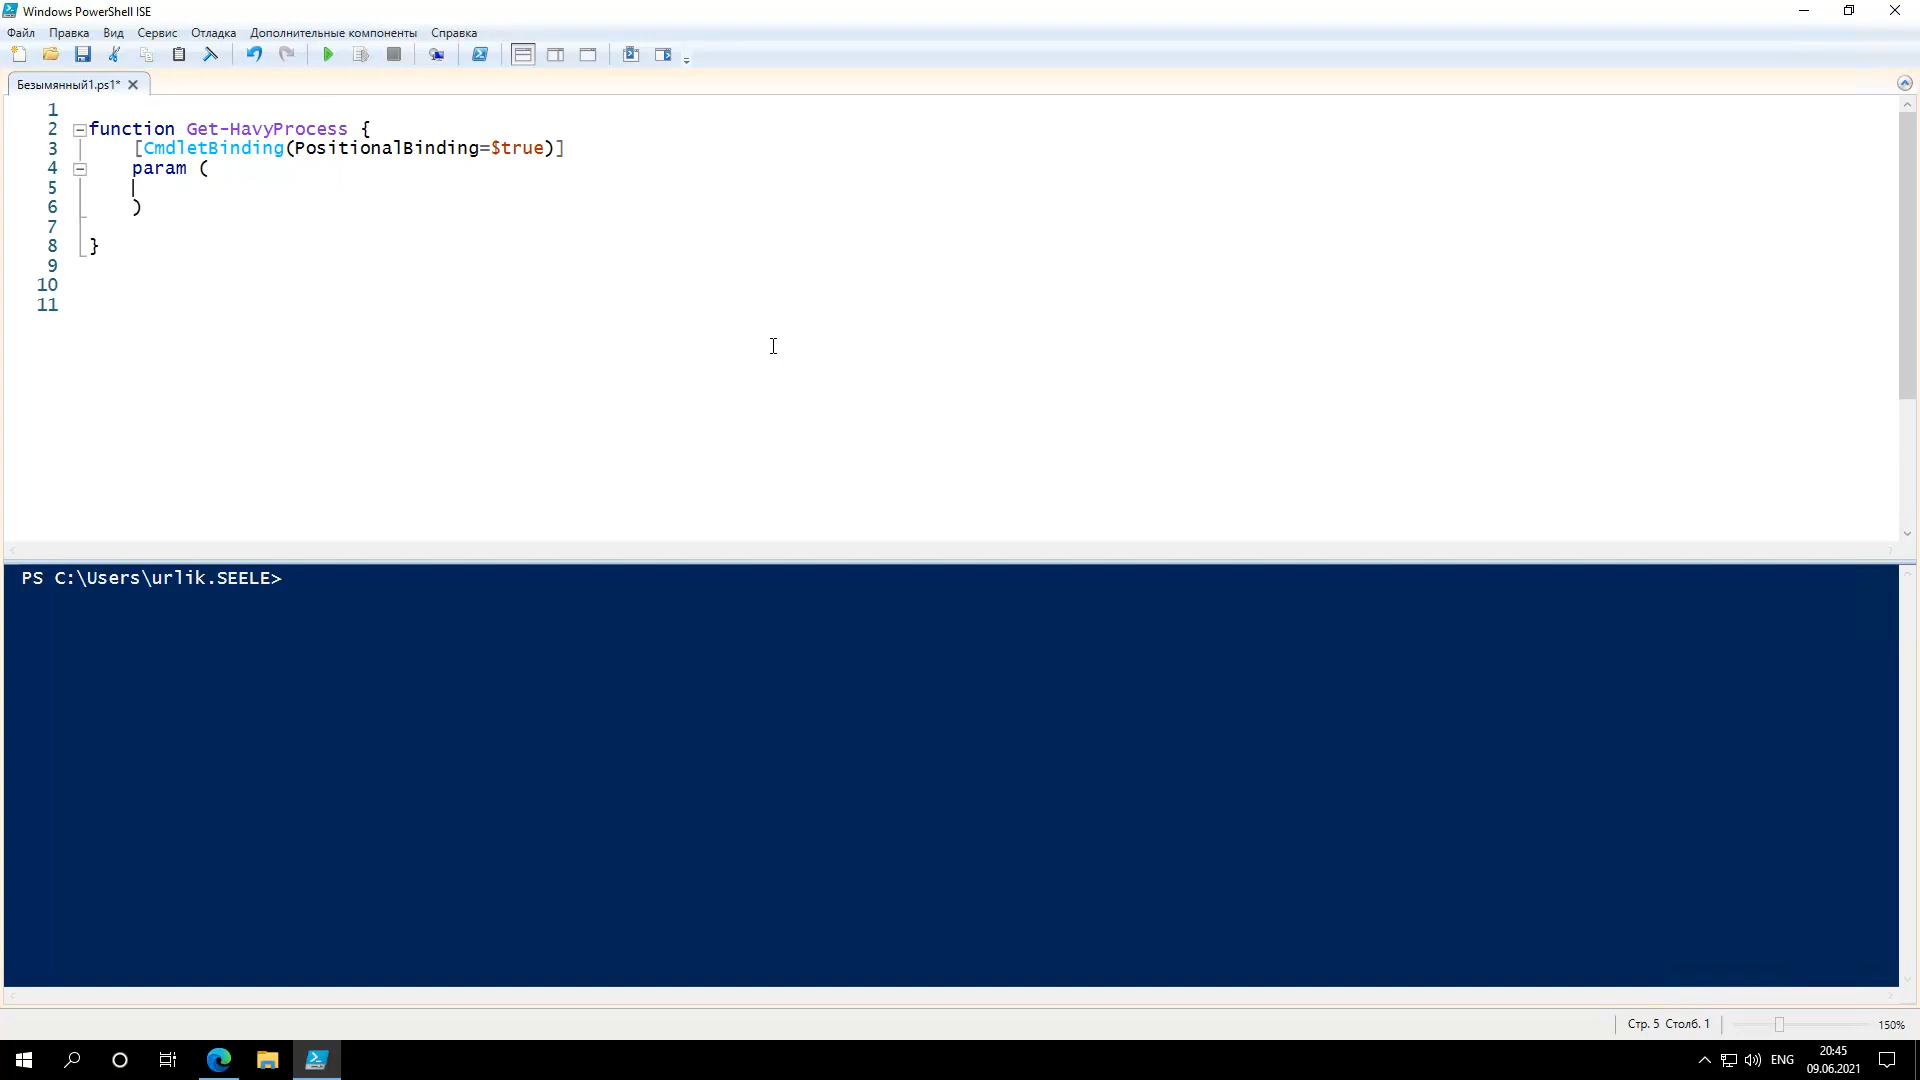 Windows PowerShell ISE
Файл Правка Вид Сервис Отладка Дополнительные компоненты Справка
Безымянный1.ps1*
1
2 function Get-HavyProcess {
3 [CmdletBinding(PositionalBinding=$true)]
4 param (
5
6 )
7
8 }
9
10
11
PS C:\Users\urlik.SEELE>
Стр. 5 Столб. 1 150%
ENG 20:45
09.06.2021